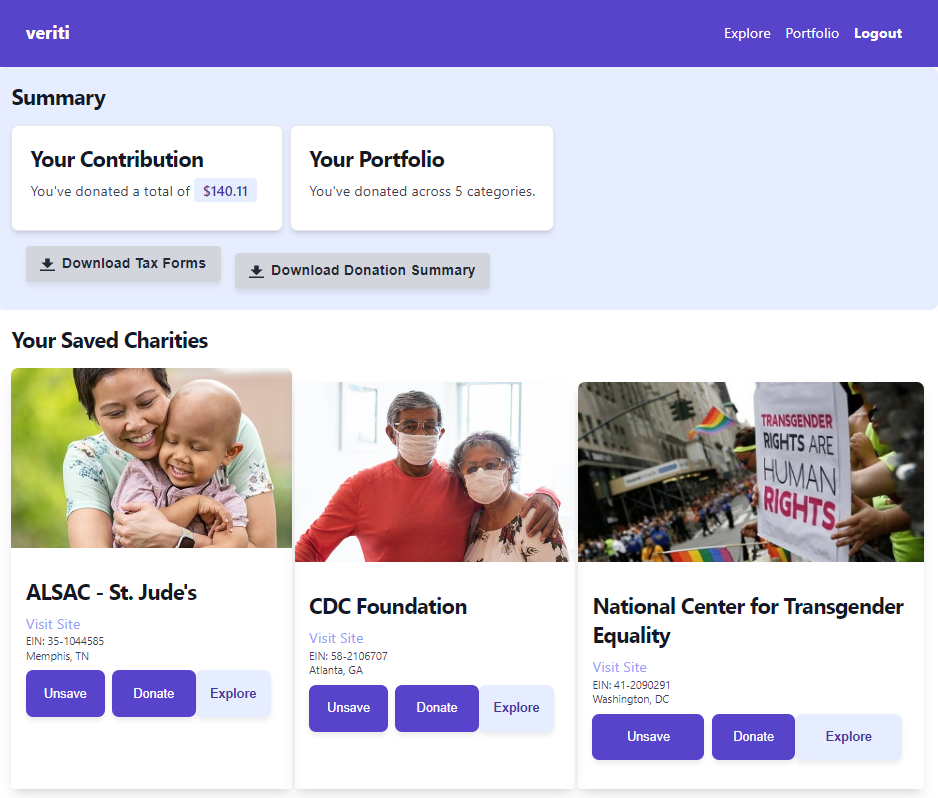 veriti
Explore Portfolio Logout
Summary
Your Contribution
You've donated a total of $140.11
Your Portfolio
You've donated across 5 categories.
Download Tax Forms
Download Donation Summary
Your Saved Charities
TRANSGENDER
RIGHTS ARE
HUMAN
RIGHTS
ALSAC - St. Jude's
Visit Site
EIN: 35-1044585
Memphis, TN
Unsave Donate Explore
CDC Foundation
Visit Site
EIN: 58-2106707
Atlanta, GA
Unsave Donate Explore
National Center for Transgender
Equality
Visit Site
EIN: 41-2090291
Washington, DC
Unsave Donate Explore